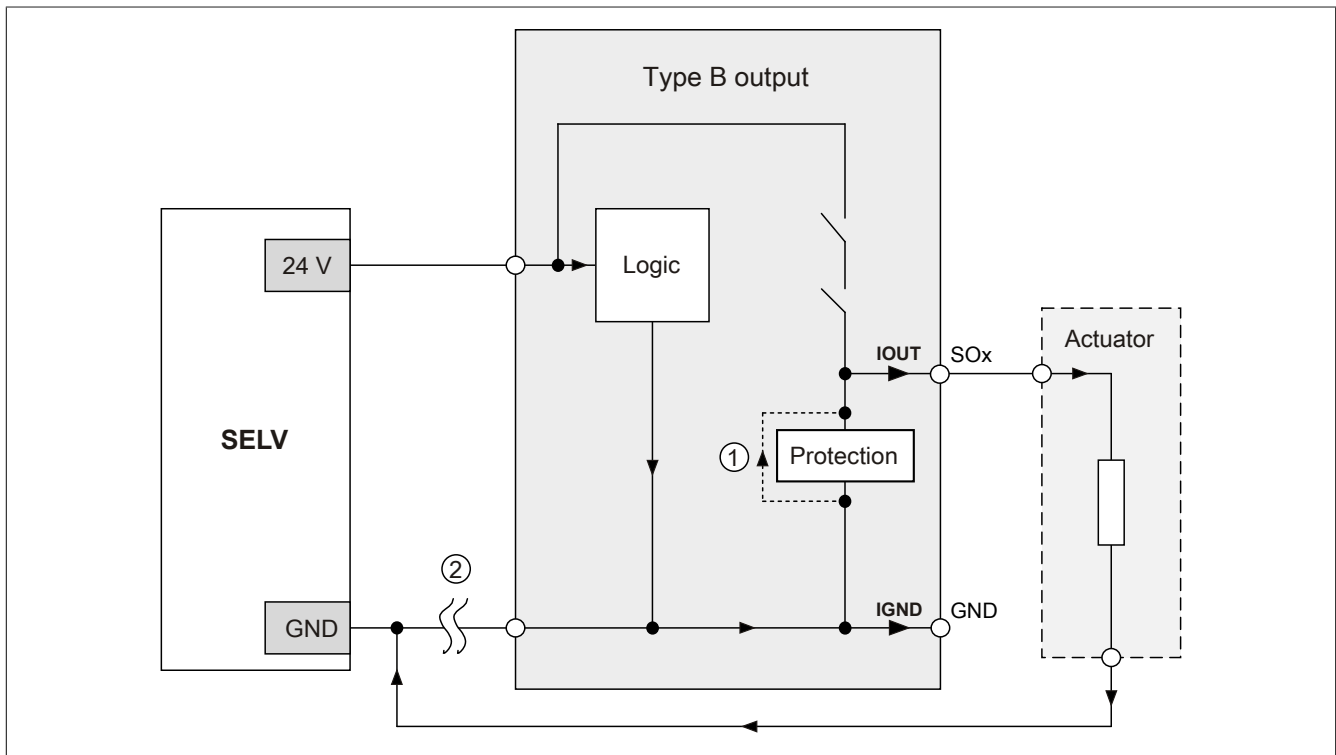 Type B output
24 V
Logic
SELV
IOUT
SOx
Actuator
1
Protection
2
GND
IGND
GND